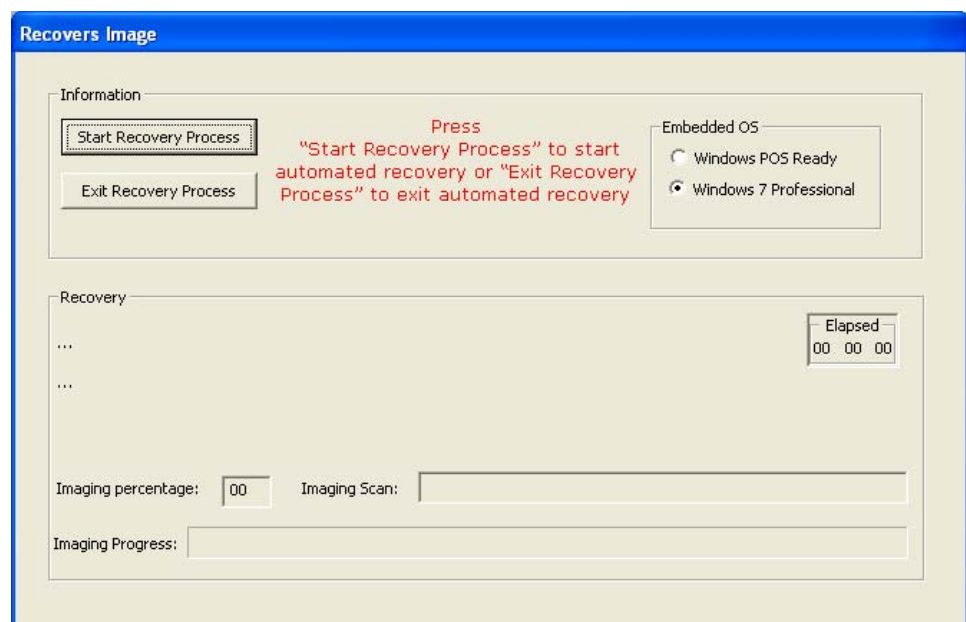 Recovers Image
Information
Start Recovery Process
Exit Recovery Process
Press
“Start Recovery Process” to start
automated recovery or “Exit Recovery
Process” to exit automated recovery
Embedded OS
Windows POS Ready
Windows 7 Professional
Recovery
...
...
Elapsed
00 00 00
Imaging percentage: 00
Imaging Scan:
Imaging Progress: